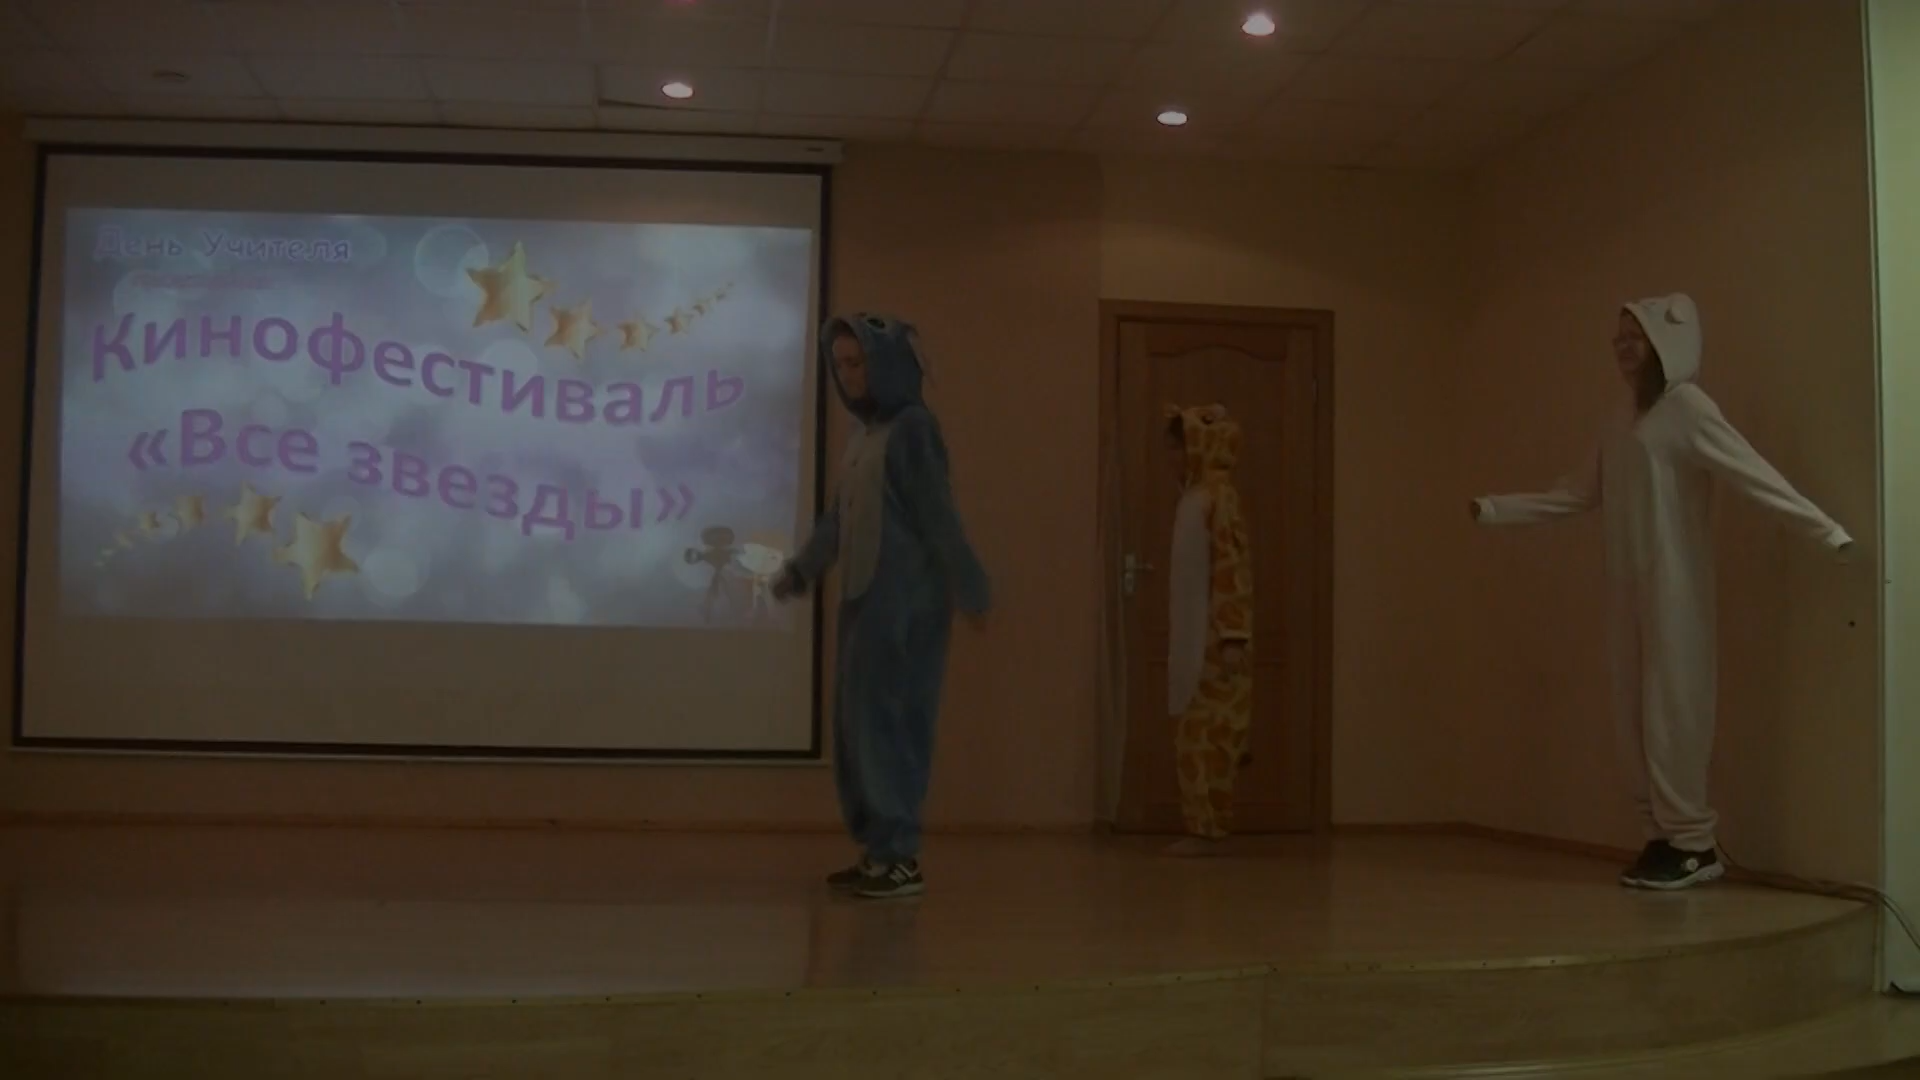 День Учителя
Кинофестиваль
«Все звезды»